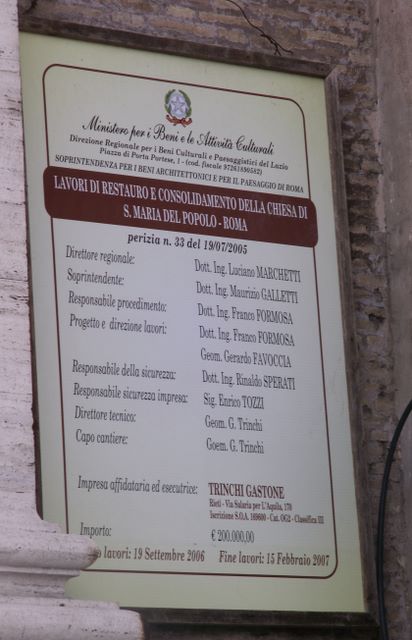 Ministero per i Beni e le Attività Culturali
Direzione Regionale per i Beni Culturali e Paesaggistici del Lazio
Piazza di Porta Portese, 1 - (cod. fiscale 97261890582)
SOPRINTENDENZA PER I BENI ARCHITETTONICI E PER IL PAESAGGIO DI ROMA
LAVORI DI RESTAURO E CONSOLIDAMENTO DELLA CHIESA DI
S. MARIA DEL POPOLO - ROMA
perizia n. 33 del 19/07/2005
Direttore regionale: Dott. Ing. Luciano MARCHETTI
Soprintendente: Dott. Ing. Maurizio GALLETTI
Responsabile procedimento: Dott. Ing. Franco FORMOSA
Progetto e direzione lavori: Dott. Ing. Franco FORMOSA
Geom. Gerardo FAVOCCIA
Responsabile della sicurezza: Dott. Ing. Rinaldo SPERATI
Responsabile sicurezza impresa: Sig. Enrico TOZZI
Direttore tecnico: Geom. G. Trinchi
Capo cantiere: Goem. G. Trinchi
Impresa affidataria ed esecutrice: TRINCHI GASTONE
Rieti - Via Salaria per L'Aquila, 170
Iscrizione S.O.A. 169600 - Cat. OG2 - Classifica III
Importo: € 200.000,00
lavori: 19 Settembre 2006 Fine lavori: 15 Febbraio 2007